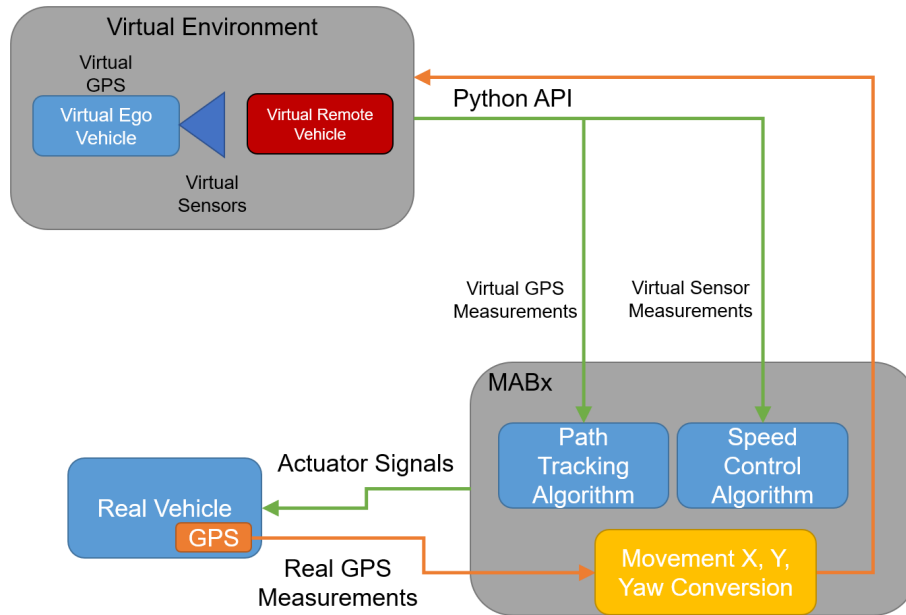 Virtual Environment
Virtual
GPS
Virtual Ego
Vehicle
Virtual Remote
Vehicle
Virtual
Sensors
Python API
Virtual GPS
Measurements
Virtual Sensor
Measurements
MABx
Path
Tracking
Algorithm
Speed
Control
Algorithm
Actuator Signals
Real Vehicle
GPS
Real GPS
Measurements
Movement X, Y,
Yaw Conversion